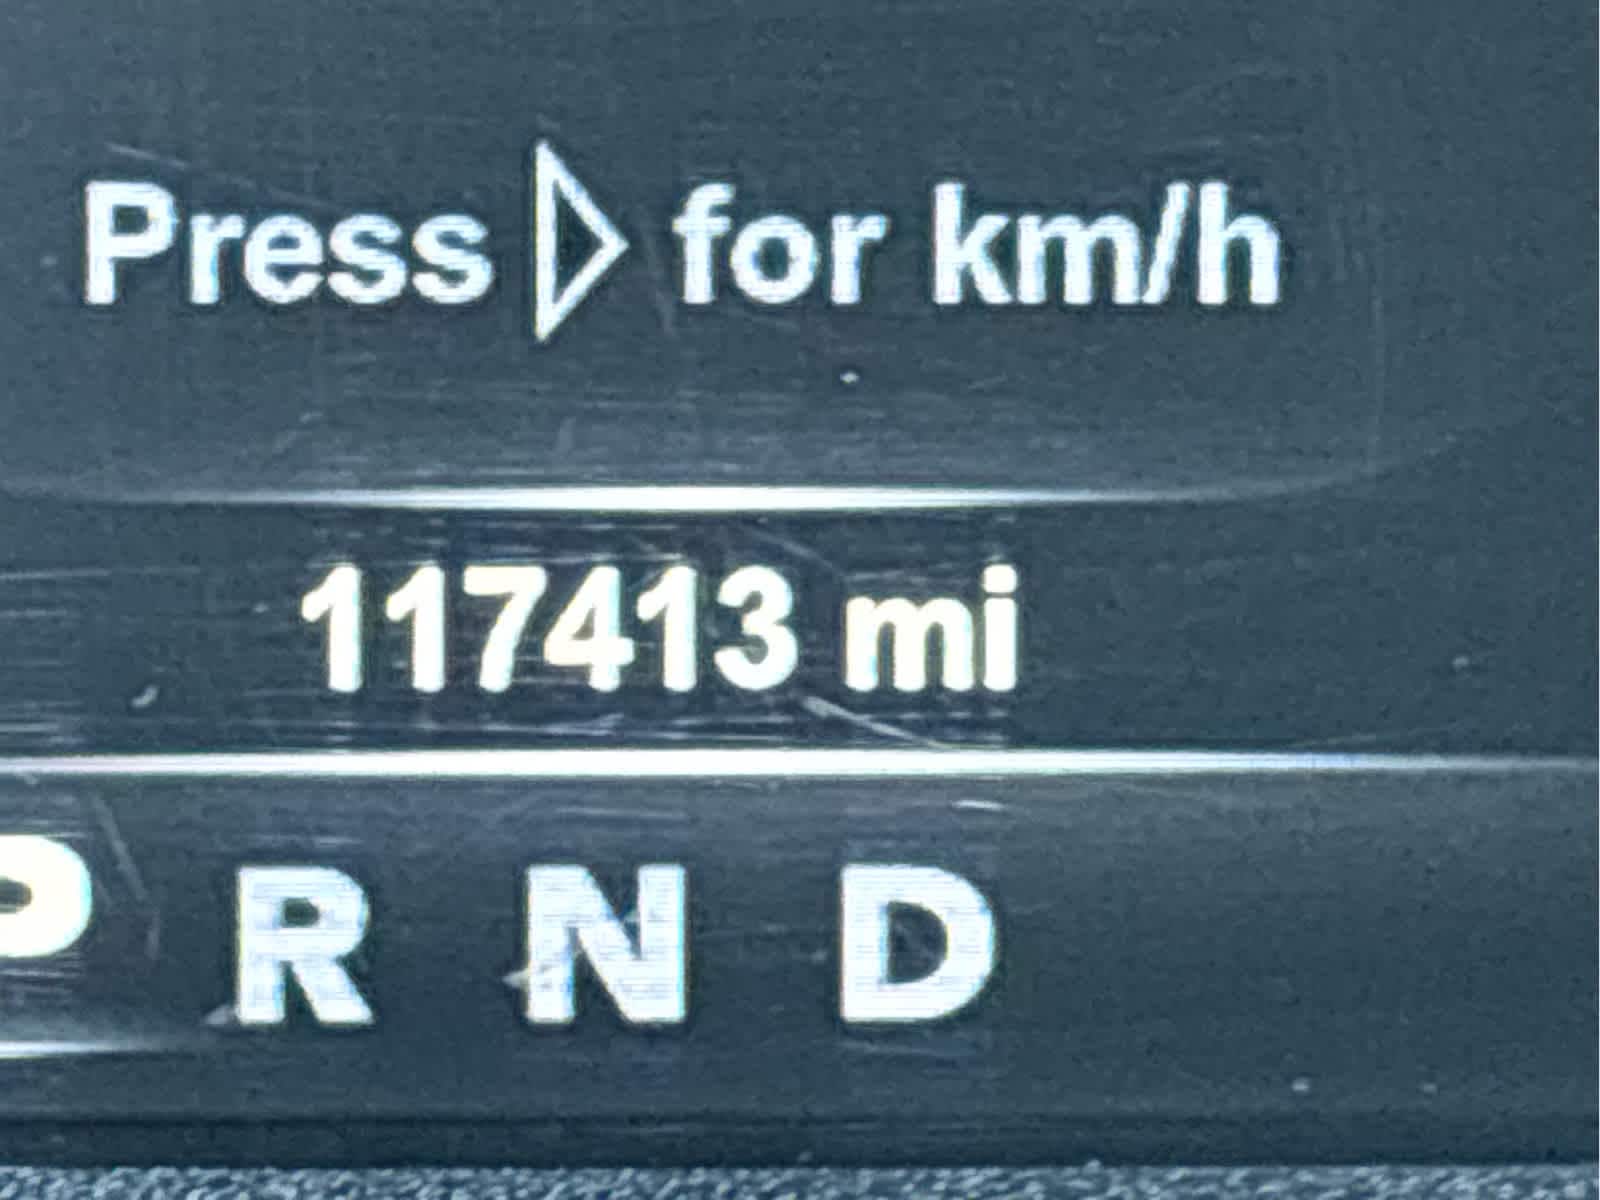 Press ▷ for km/h
117413 mi
P R N D